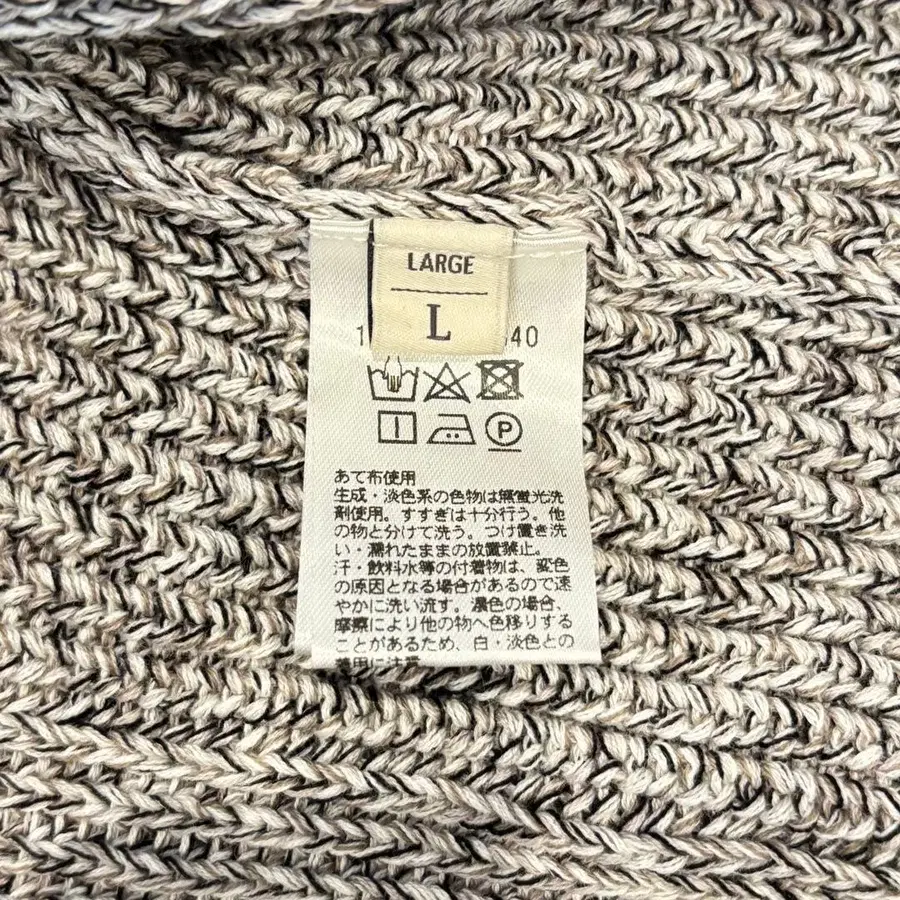 LARGE
L
1 40
P
あて布使用
生成・淡色系の色物は無蛍光洗
剤使用。すすぎは十分行う。他
の物と分けて洗う。つけ置き洗
い・濡れたままの放置禁止。
汗・飲料水等の付着物は、変色
の原因となる場合があるので速
やかに洗い流す。濃色の場合、
摩擦により他の物へ色移りする
ことがあるため、白・淡色との
着用に注意